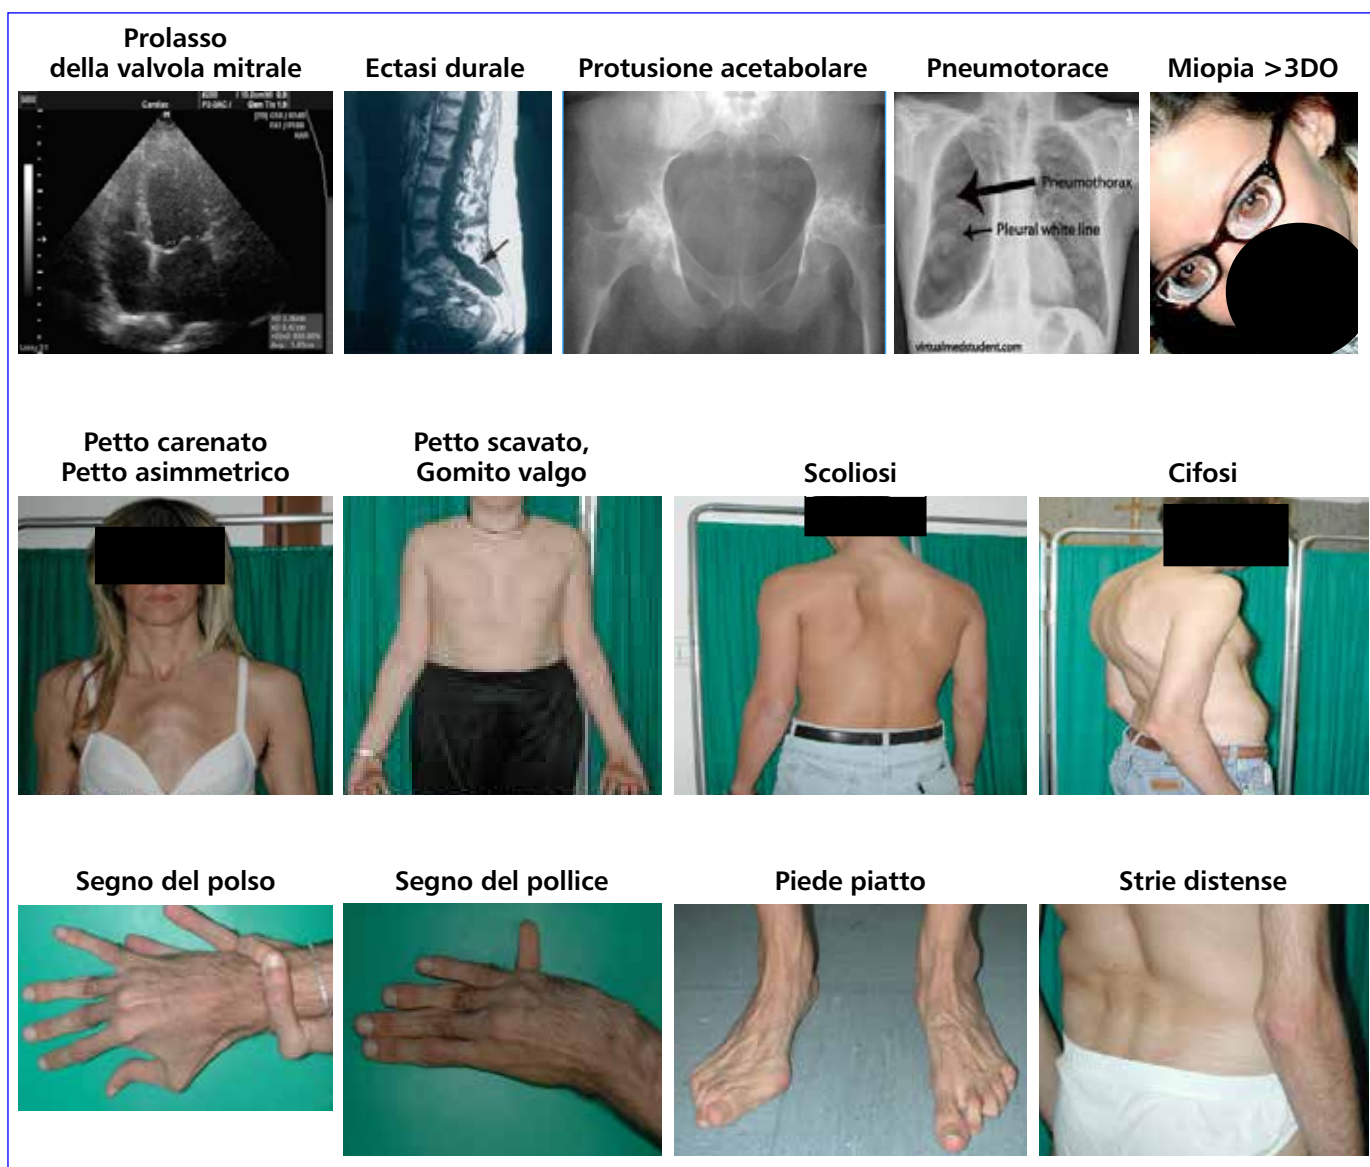 Prolasso
della valvola mitrale
Ectasi durale
Protusione acetabolare
Pneumotorace
Miopia >3DO
Cardiac
Pneumothorax
Pleural white line
virtualmedstudent.com
Petto carenato
Petto asimmetrico
Petto scavato,
Gomito valgo
Scoliosi
Cifosi
Segno del polso
Segno del pollice
Piede piatto
Strie distense